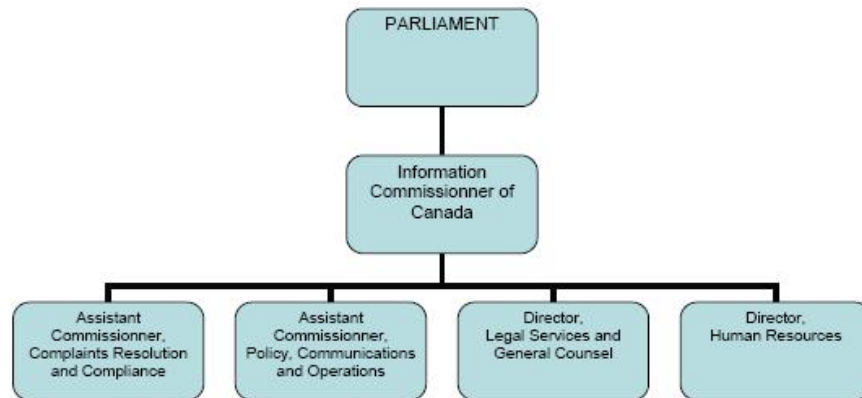 PARLIAMENT
Information
Commissionner of
Canada
Assistant
Commissionner,
Complaints Resolution
and Compliance
Assistant
Commissionner,
Policy, Communications
and Operations
Director,
Legal Services and
General Counsel
Director,
Human Resources